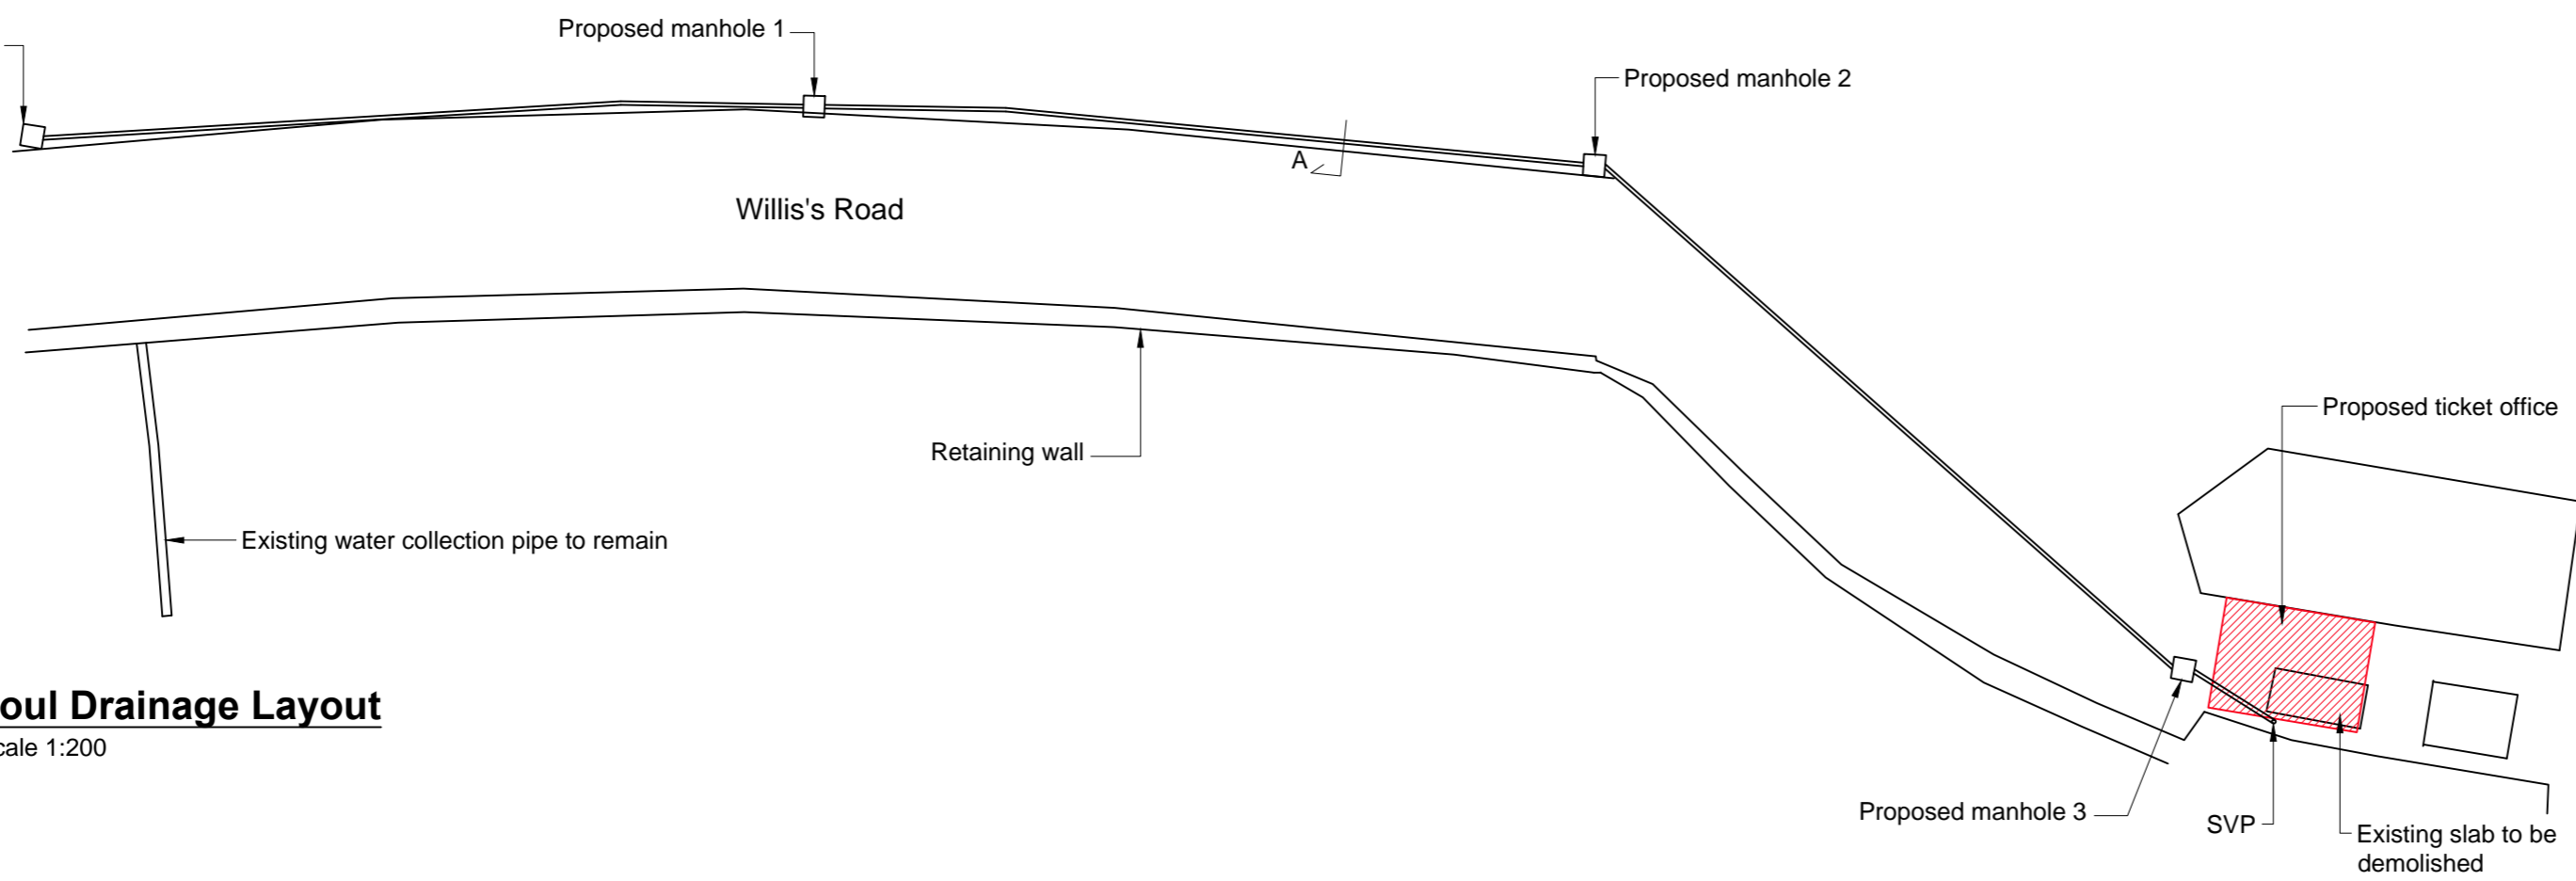 Proposed manhole 1
Proposed manhole 2
A
Willis's Road
Proposed ticket office
Retaining wall
Existing water collection pipe to remain
oul Drainage Layout
cale 1:200
Proposed manhole 3
SVP
Existing slab to be
demolished